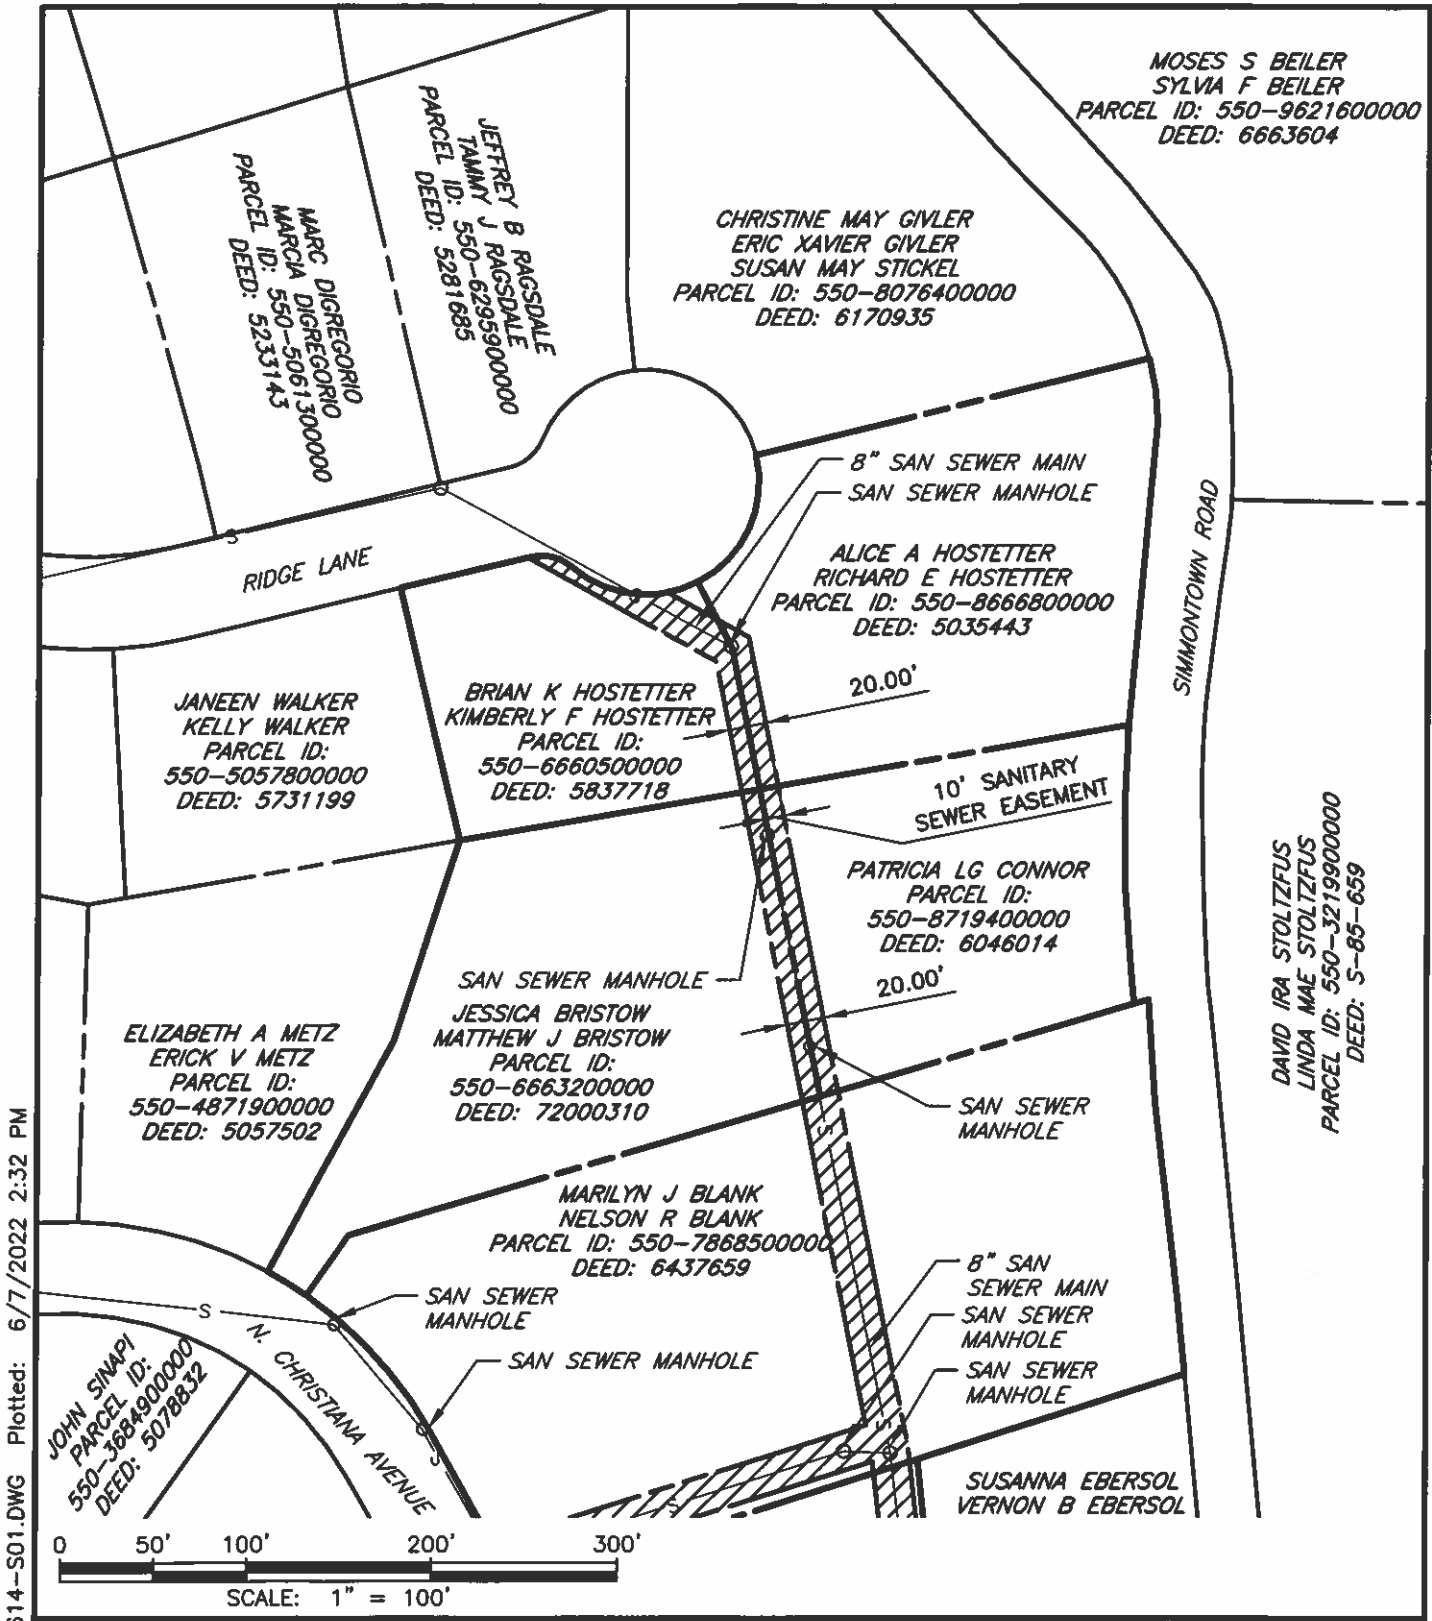 MOSES S BEILER
SYLVIA F BEILER
PARCEL ID: 550-9621600000
DEED: 6663604
JEFFREY B RAGSDALE
TAMMY J RAGSDALE
PARCEL ID: 550-6295900000
DEED: 5281685
MARC DIGREGORIO
MARCIA DIGREGORIO
PARCEL ID: 550-5061300000
DEED: 5233143
CHRISTINE MAY GIVLER
ERIC XAVIER GIVLER
SUSAN MAY STICKEL
PARCEL ID: 550-8076400000
DEED: 6170935
8" SAN SEWER MAIN
SAN SEWER MANHOLE
S
RIDGE LANE
S
ALICE A HOSTETTER
RICHARD E HOSTETTER
PARCEL ID: 550-8666800000
DEED: 5035443
SIMMONTOWN ROAD
20.00'
JANEEN WALKER
KELLY WALKER
PARCEL ID:
550-5057800000
DEED: 5731199
BRIAN K HOSTETTER
KIMBERLY F HOSTETTER
PARCEL ID:
550-6660500000
DEED: 5837718
10' SANITARY
SEWER EASEMENT
PATRICIA LG CONNOR
PARCEL ID:
550-8719400000
DEED: 6046014
DAVID IRA STOLTZFUS
LINDA MAE STOLTZFUS
PARCEL ID: 550-3219900000
DEED: S-85-659
SAN SEWER MANHOLE
20.00'
ELIZABETH A METZ
ERICK V METZ
PARCEL ID:
550-4871900000
DEED: 5057502
JESSICA BRISTOW
MATTHEW J BRISTOW
PARCEL ID:
550-6663200000
DEED: 72000310
SAN SEWER
MANHOLE
S
MARILYN J BLANK
NELSON R BLANK
PARCEL ID: 550-7868500000
DEED: 6437659
8" SAN
SEWER MAIN
SAN SEWER
MANHOLE
SAN SEWER
MANHOLE
SAN SEWER
MANHOLE
SAN SEWER MANHOLE
S
N. CHRISTIANA AVENUE
S
S
S
JOHN SINAPI
PARCEL ID:
550-3684900000
DEED: 5078832
SUSANNA EBERSOL
VERNON B EBERSOL
0 50' 100' 200' 300'
SCALE: 1" = 100'
614-S01.DWG Plotted: 6/7/2022 2:32 PM